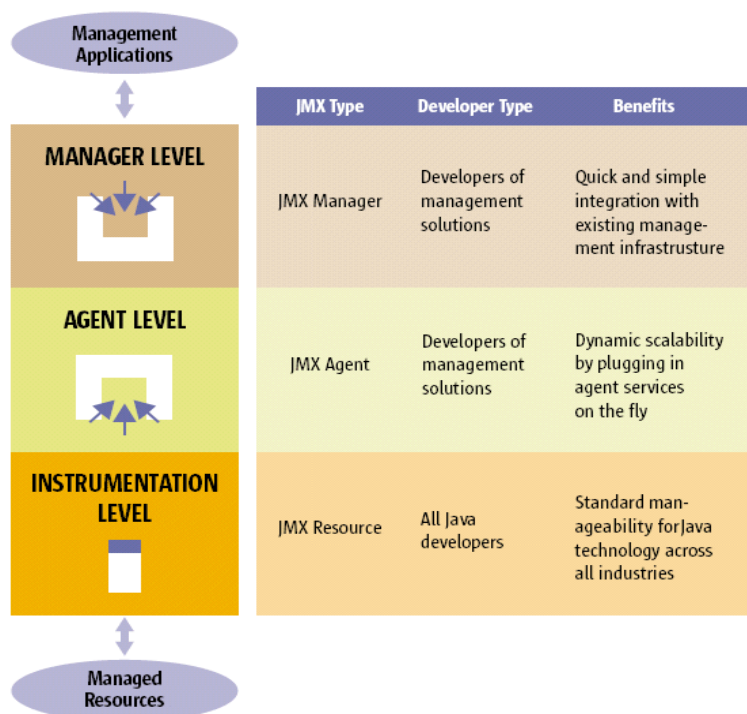 Management
Applications
JMX Type
Developer Type
Benefits
MANAGER LEVEL
JMX Manager
Developers of
management
solutions
Quick and simple
integration with
existing manage-
ment infrastrusture
AGENT LEVEL
JMX Agent
Developers of
management
solutions
Dynamic scalability
by plugging in
agent services
on the fly
INSTRUMENTATION
LEVEL
JMX Resource
All Java
developers
Standard man-
ageability forJava
technology across
all industries
Managed
Resources